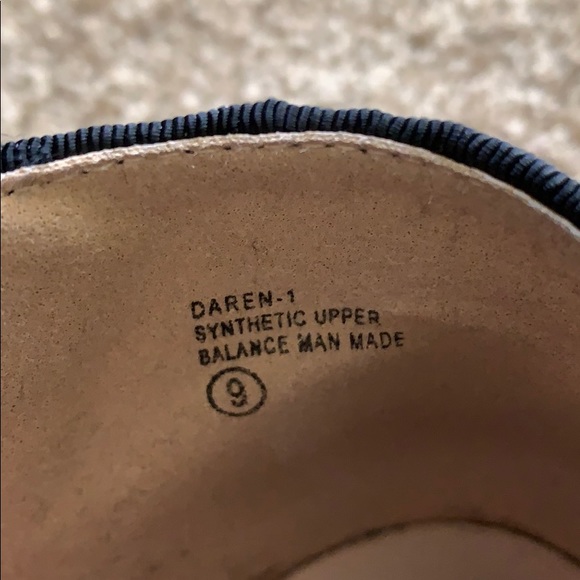 DAREN-1
SYNTHETIC UPPER
BALANCE MAN MADE
9